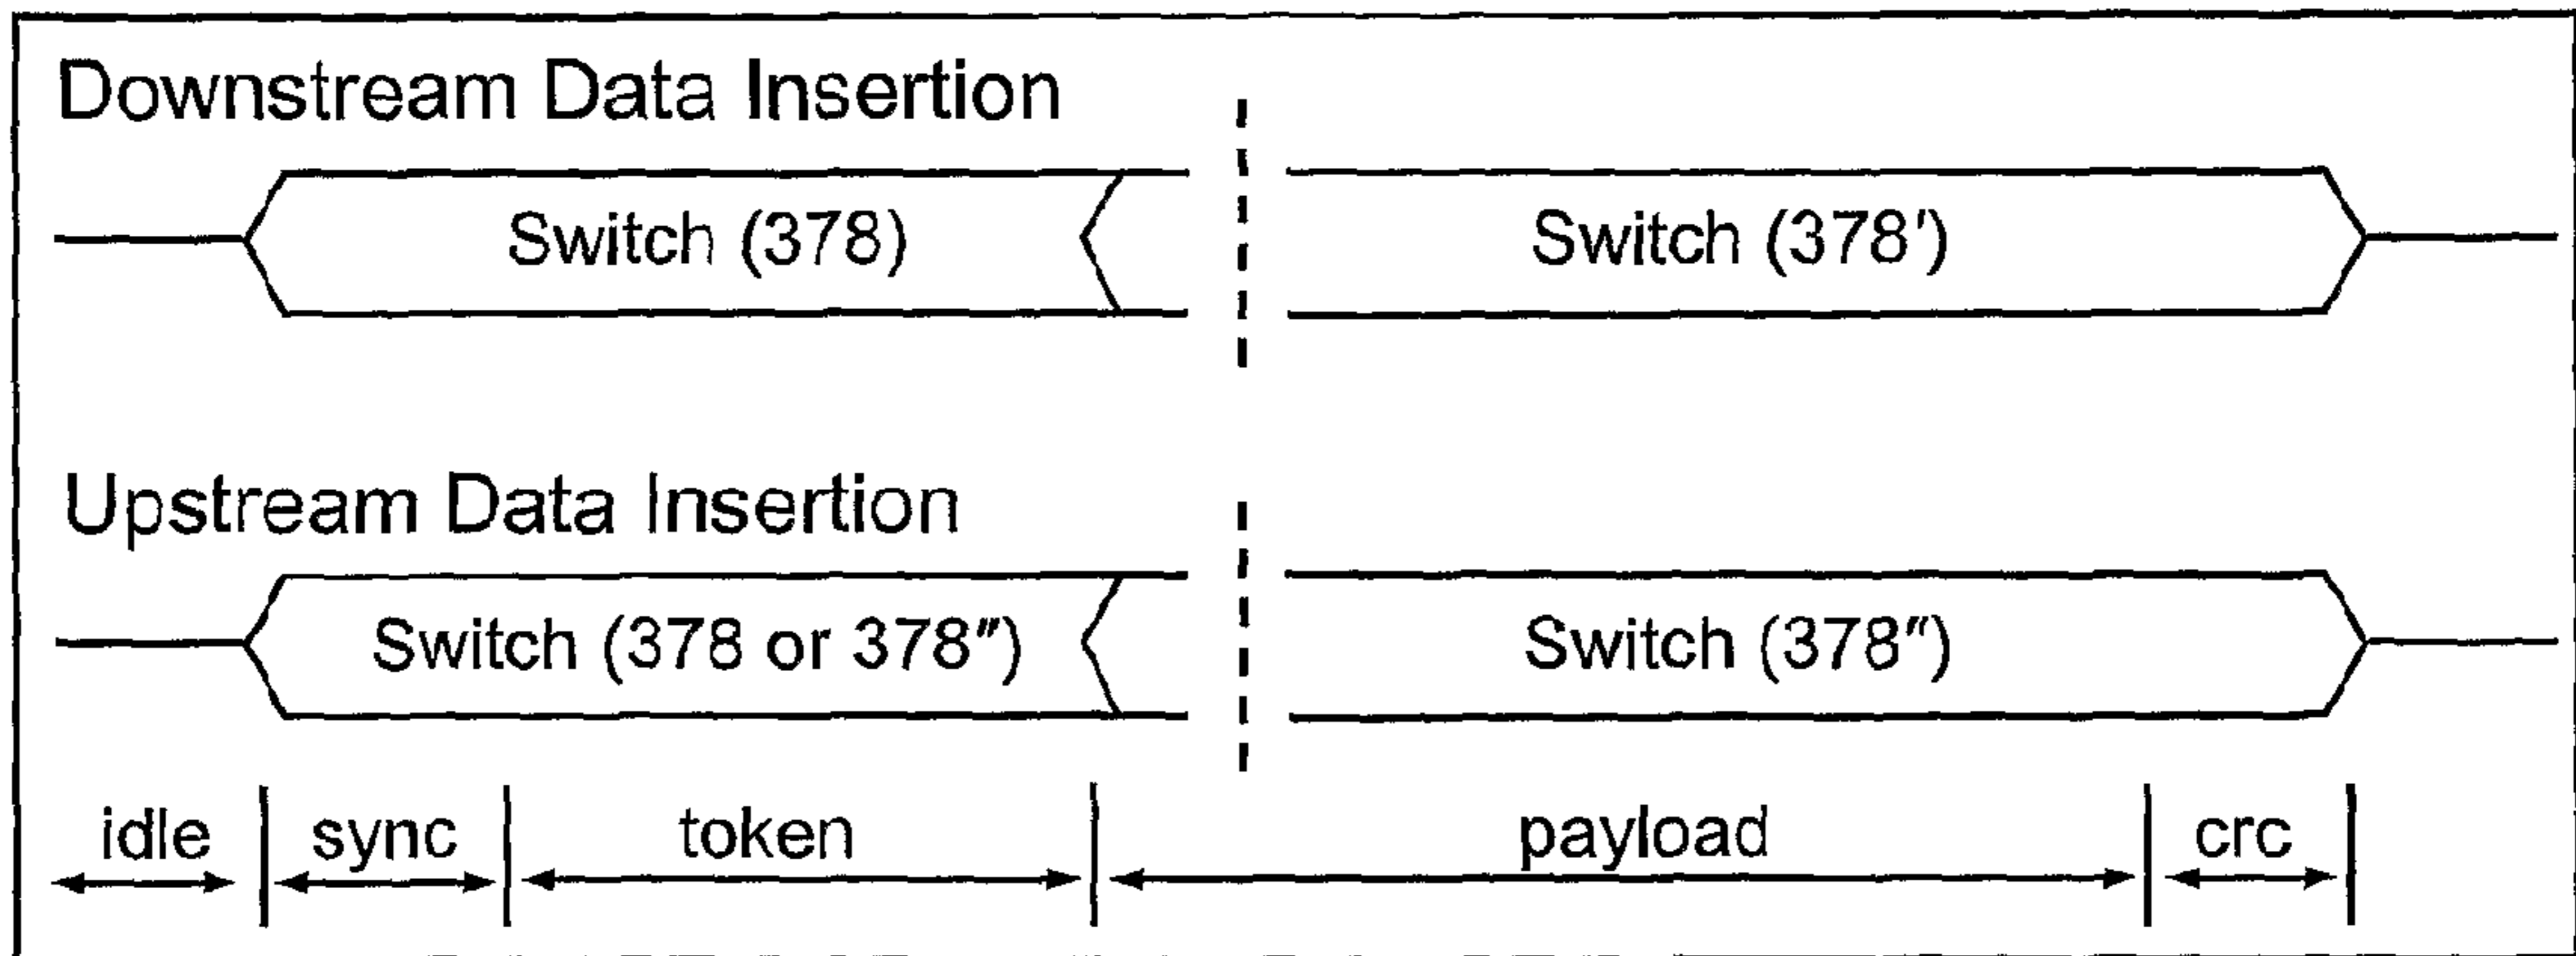 Downstream Data Insertion
Switch (378) Switch (378')
Upstream Data Insertion
Switch (378 or 378") Switch (378")
idle sync token payload crc